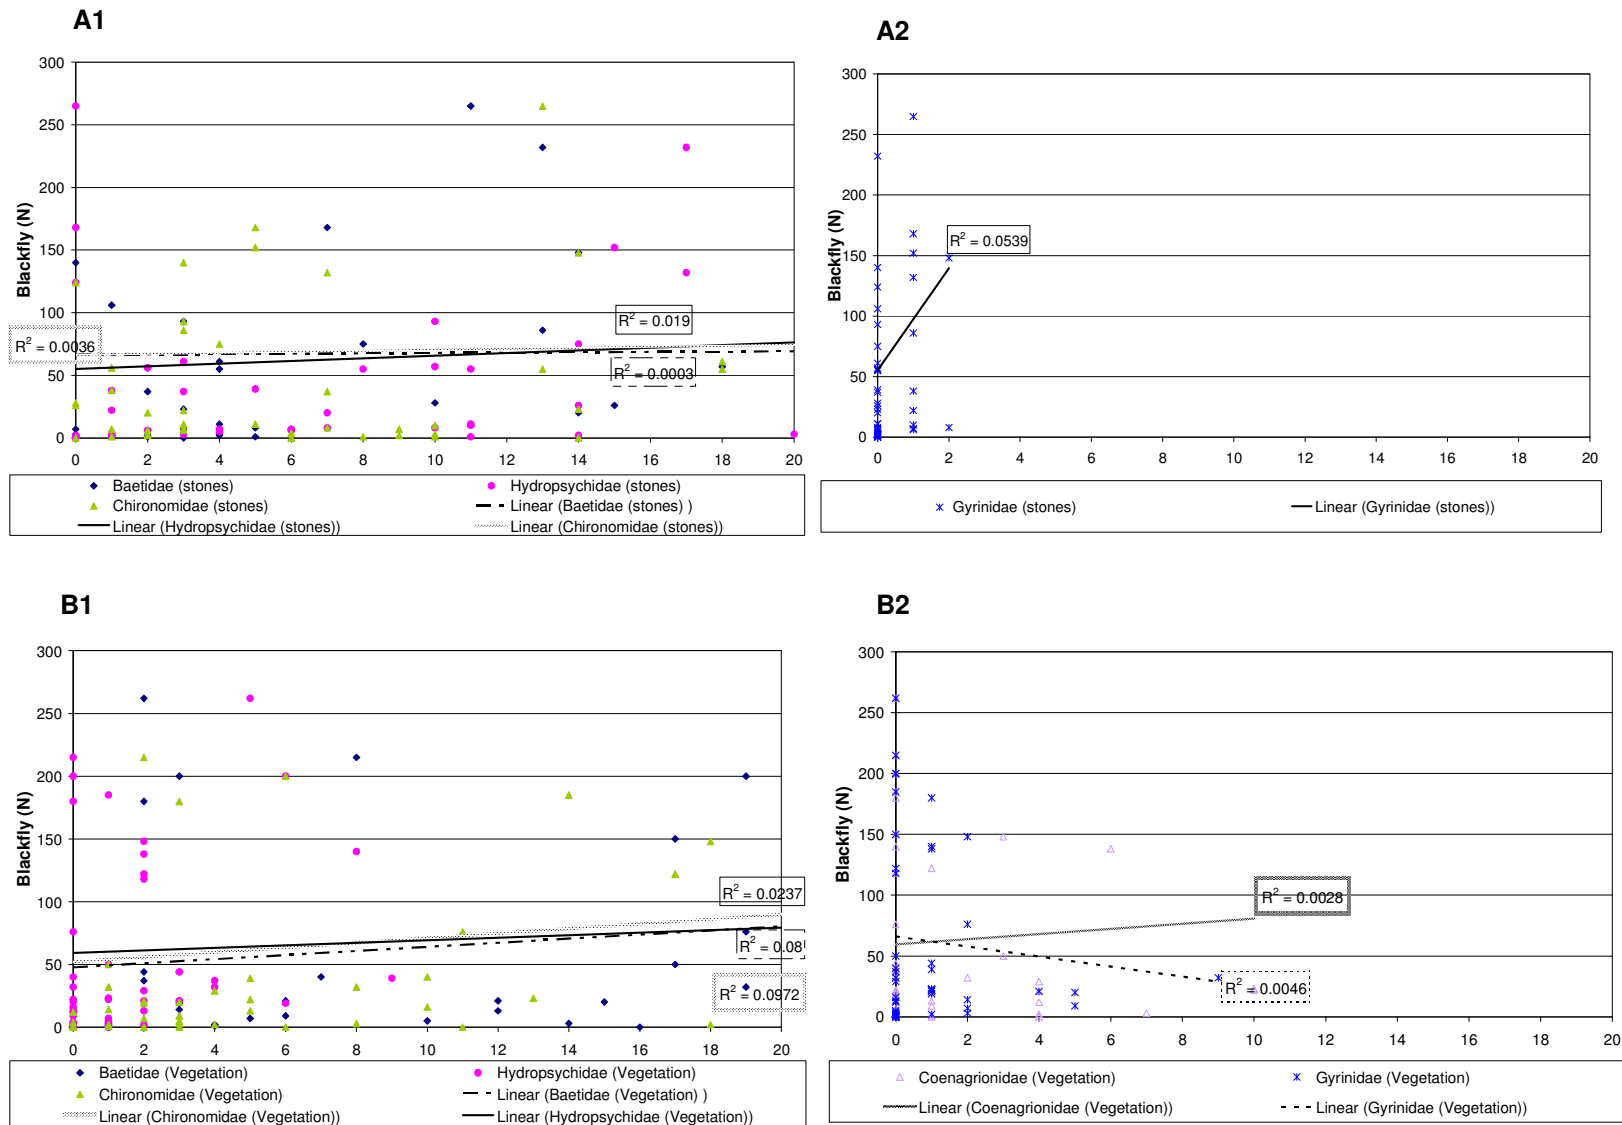 A1
300
250
200
150
100
50
0
Blackfly (N)
R² = 0.0036
R² = 0.019
R² = 0.0003
0 2 4 6 8 10 12 14 16 18 20
Baetidae (stones) Hydropsychidae (stones)
Chironomidae (stones) Linear (Baetidae (stones) )
Linear (Hydropsychidae (stones)) Linear (Chironomidae (stones))
A2
300
250
200
150
100
50
0
Blackfly (N)
R² = 0.0539
0 2 4 6 8 10 12 14 16 18 20
Gyrinidae (stones) Linear (Gyrinidae (stones))
B1
300
250
200
150
100
50
0
Blackfly (N)
R² = 0.0237
R² = 0.08
R² = 0.0972
0 2 4 6 8 10 12 14 16 18 20
Baetidae (Vegetation) Hydropsychidae (Vegetation)
Chironomidae (Vegetation) Linear (Baetidae (Vegetation) )
Linear (Chironomidae (Vegetation)) Linear (Hydropsychidae (Vegetation))
B2
300
250
200
150
100
50
0
Blackfly (N)
R² = 0.0028
R² = 0.0046
0 2 4 6 8 10 12 14 16 18 20
Coenagrionidae (Vegetation) Gyrinidae (Vegetation)
Linear (Coenagrionidae (Vegetation)) Linear (Gyrinidae (Vegetation))